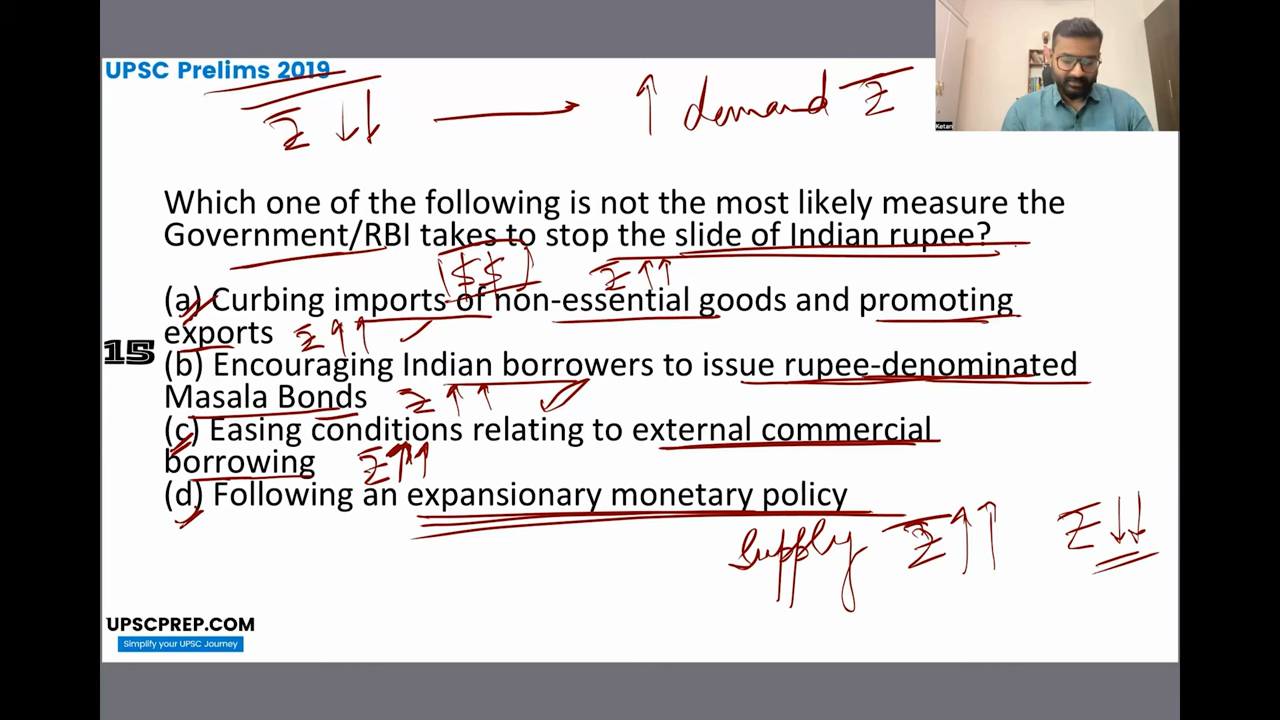 UPSC Prelims 2019
₹ ↓↓ → ↑ demand ₹
Ketan
Which one of the following is not the most likely measure the
Government/RBI takes to stop the slide of Indian rupee?
$$ ₹↑↑
(a) Curbing imports of non-essential goods and promoting
exports ₹↑↑ ✓
15
(b) Encouraging Indian borrowers to issue rupee-denominated
Masala Bonds ₹↑↑ ✓
(c) Easing conditions relating to external commercial
borrowing ₹↑↑
(d) Following an expansionary monetary policy
supply ₹↑↑ ₹↓↓
UPSCPREP.COM
Simplify your UPSC Journey